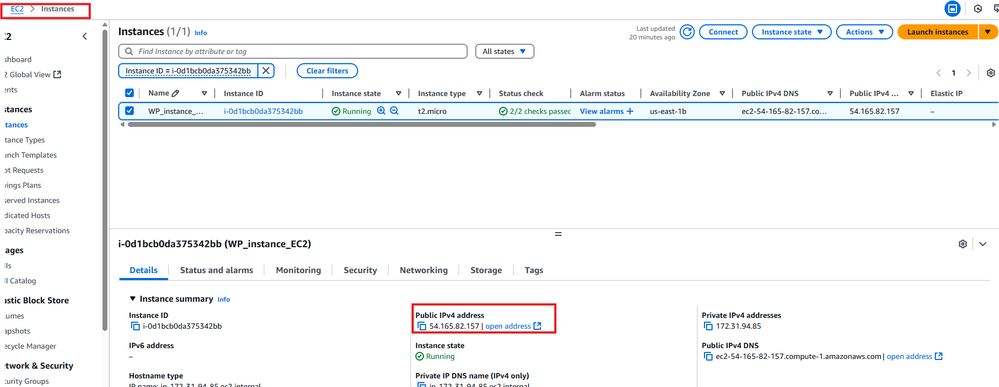 EC2 > Instances
Instances (1/1) Info
Last updated
20 minutes ago
Connect
Instance state
Actions
Launch instances
Find Instance by attribute or tag
All states
Instance ID = i-0d1bcb0da375342bb
Clear filters
1
Name Instance ID Instance state Instance type Status check Alarm status Availability Zone Public IPv4 DNS Public IPv4 ... Elastic IP
WP_instance_... i-0d1bcb0da375342bb Running t2.micro 2/2 checks passec View alarms + us-east-1b ec2-54-165-82-157.co... 54.165.82.157 –
:2
shboard
2 Global View
ents
stances
tances
tance Types
unch Templates
ot Requests
vings Plans
served Instances
dicated Hosts
pacity Reservations
ages
Is
II Catalog
astic Block Store
lumes
apshots
ecycle Manager
twork & Security
curity Groups
i-0d1bcb0da375342bb (WP_instance_EC2)
Details Status and alarms Monitoring Security Networking Storage Tags
Instance summary Info
Instance ID
i-0d1bcb0da375342bb
Public IPv4 address
54.165.82.157 | open address
Private IPv4 addresses
172.31.94.85
IPv6 address
–
Instance state
Running
Public IPv4 DNS
ec2-54-165-82-157.compute-1.amazonaws.com | open address
Hostname type
IP name: ip-172-31-94-85.ec2.internal
Private IP DNS name (IPv4 only)
ip-172-31-94-85.ec2.internal